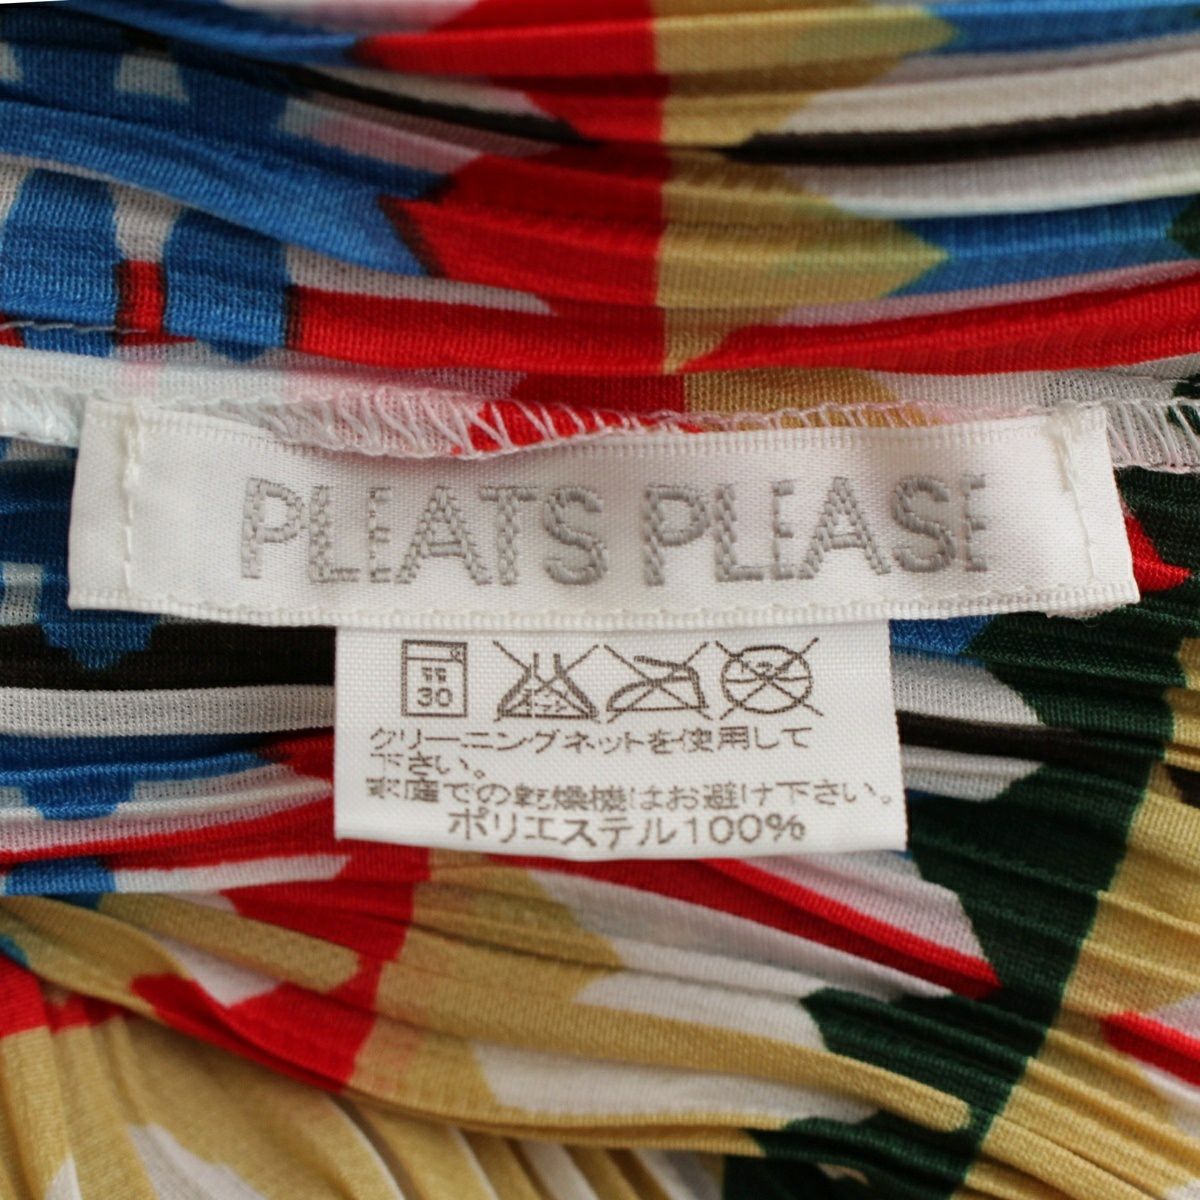 PLEATS PLEASE
弱
30
クリーニングネットを使用して
下さい。
家庭での乾燥機はお避け下さい。
ポリエステル100%